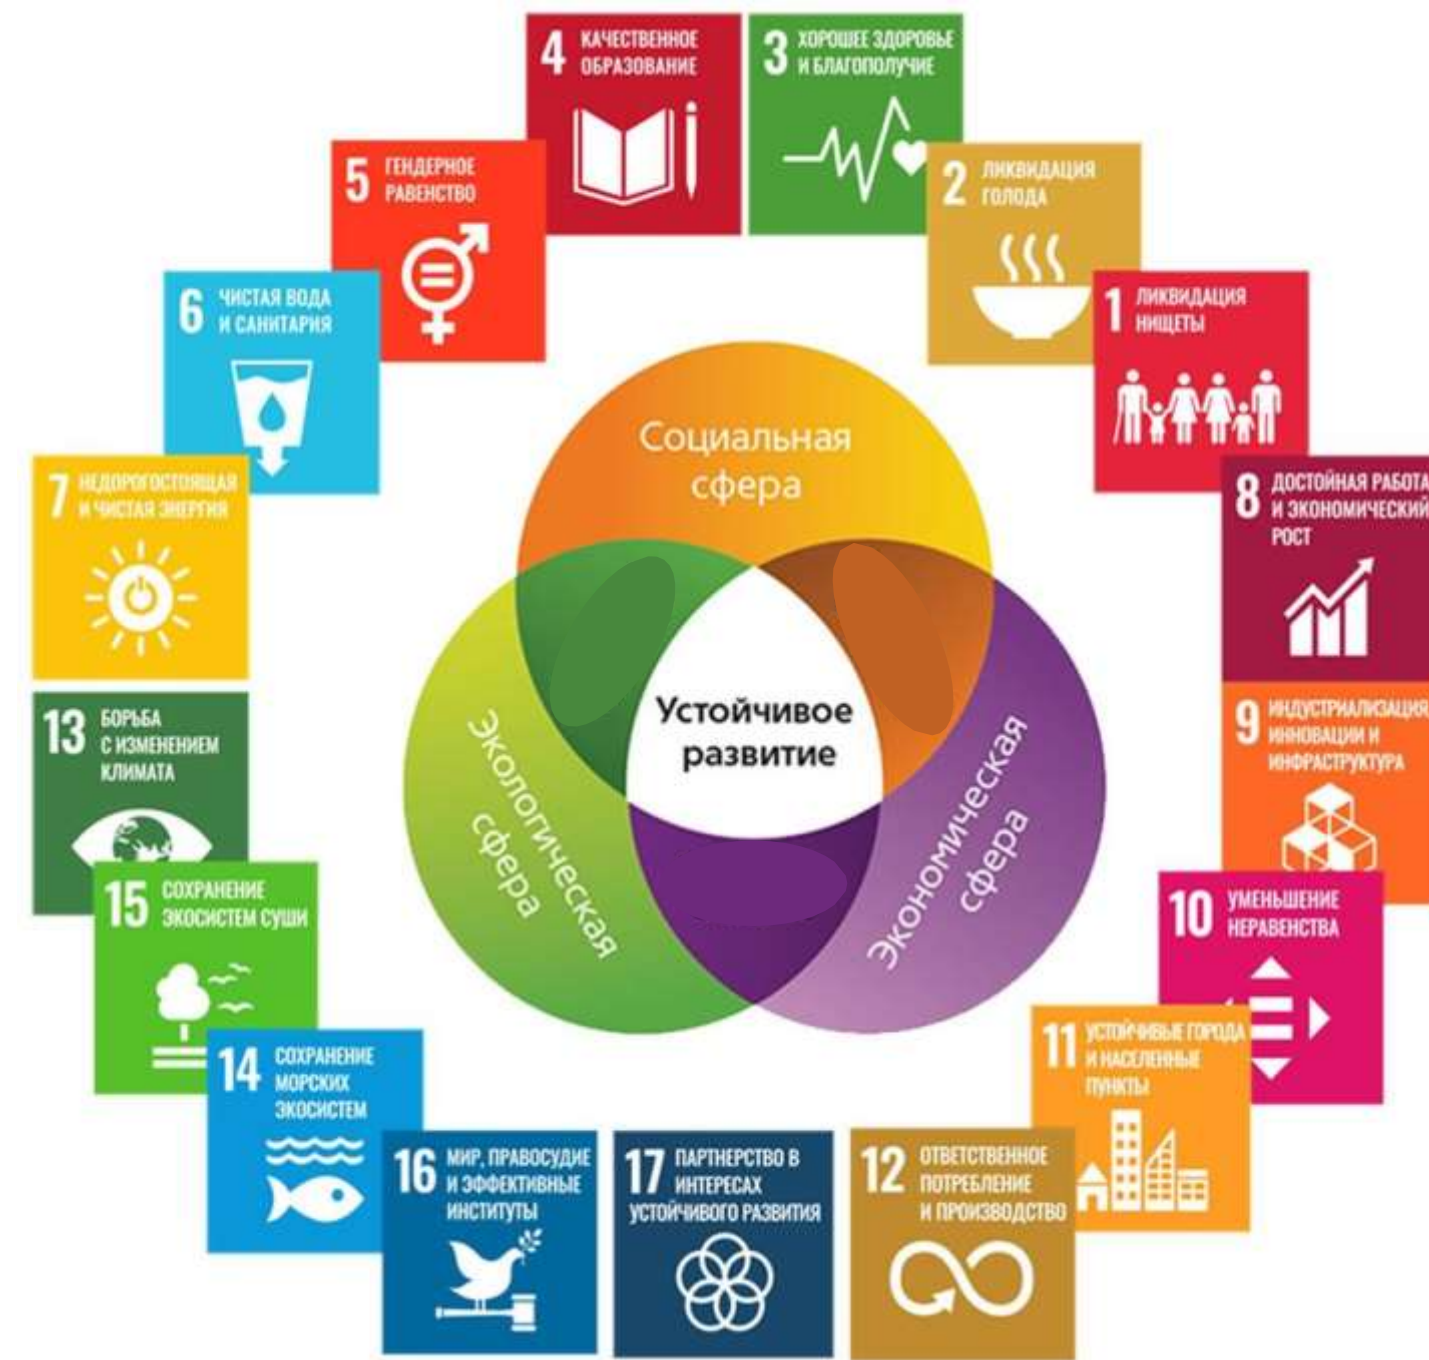 4 КАЧЕСТВЕННОЕ
ОБРАЗОВАНИЕ
3 ХОРОШЕЕ ЗДОРОВЬЕ
И БЛАГОПОЛУЧИЕ
5 ГЕНДЕРНОЕ
РАВЕНСТВО
2 ЛИКВИДАЦИЯ
ГОЛОДА
6 ЧИСТАЯ ВОДА
И САНИТАРИЯ
1 ЛИКВИДАЦИЯ
НИЩЕТЫ
7 НЕДОРОГОСТОЯЩАЯ
И ЧИСТАЯ ЭНЕРГИЯ
8 ДОСТОЙНАЯ РАБОТА
И ЭКОНОМИЧЕСКИЙ
РОСТ
Социальная
сфера
Устойчивое
развитие
Экологическая
сфера
Экономическая
сфера
13 БОРЬБА
С ИЗМЕНЕНИЕМ
КЛИМАТА
9 ИНДУСТРИАЛИЗАЦИЯ,
ИННОВАЦИИ И
ИНФРАСТРУКТУРА
15 СОХРАНЕНИЕ
ЭКОСИСТЕМ СУШИ
10 УМЕНЬШЕНИЕ
НЕРАВЕНСТВА
14 СОХРАНЕНИЕ
МОРСКИХ
ЭКОСИСТЕМ
11 УСТОЙЧИВЫЕ ГОРОДА
И НАСЕЛЕННЫЕ
ПУНКТЫ
16 МИР, ПРАВОСУДИЕ
И ЭФФЕКТИВНЫЕ
ИНСТИТУТЫ
17 ПАРТНЕРСТВО В
ИНТЕРЕСАХ
УСТОЙЧИВОГО РАЗВИТИЯ
12 ОТВЕТСТВЕННОЕ
ПОТРЕБЛЕНИЕ
И ПРОИЗВОДСТВО